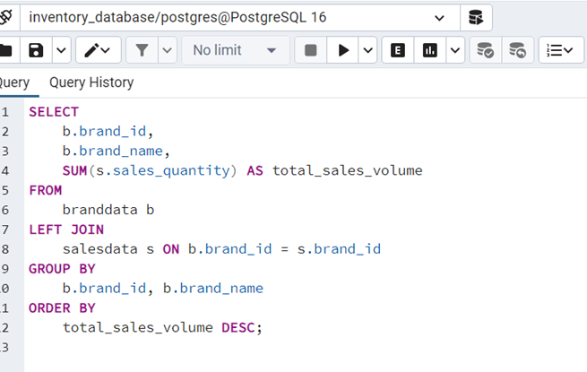 inventory_database/postgres@PostgreSQL 16
No limit
E
Query History
1 SELECT
2 b.brand_id,
3 b.brand_name,
4 SUM(s.sales_quantity) AS total_sales_volume
5 FROM
6 branddata b
7 LEFT JOIN
8 salesdata s ON b.brand_id = s.brand_id
9 GROUP BY
0 b.brand_id, b.brand_name
1 ORDER BY
2 total_sales_volume DESC;
3